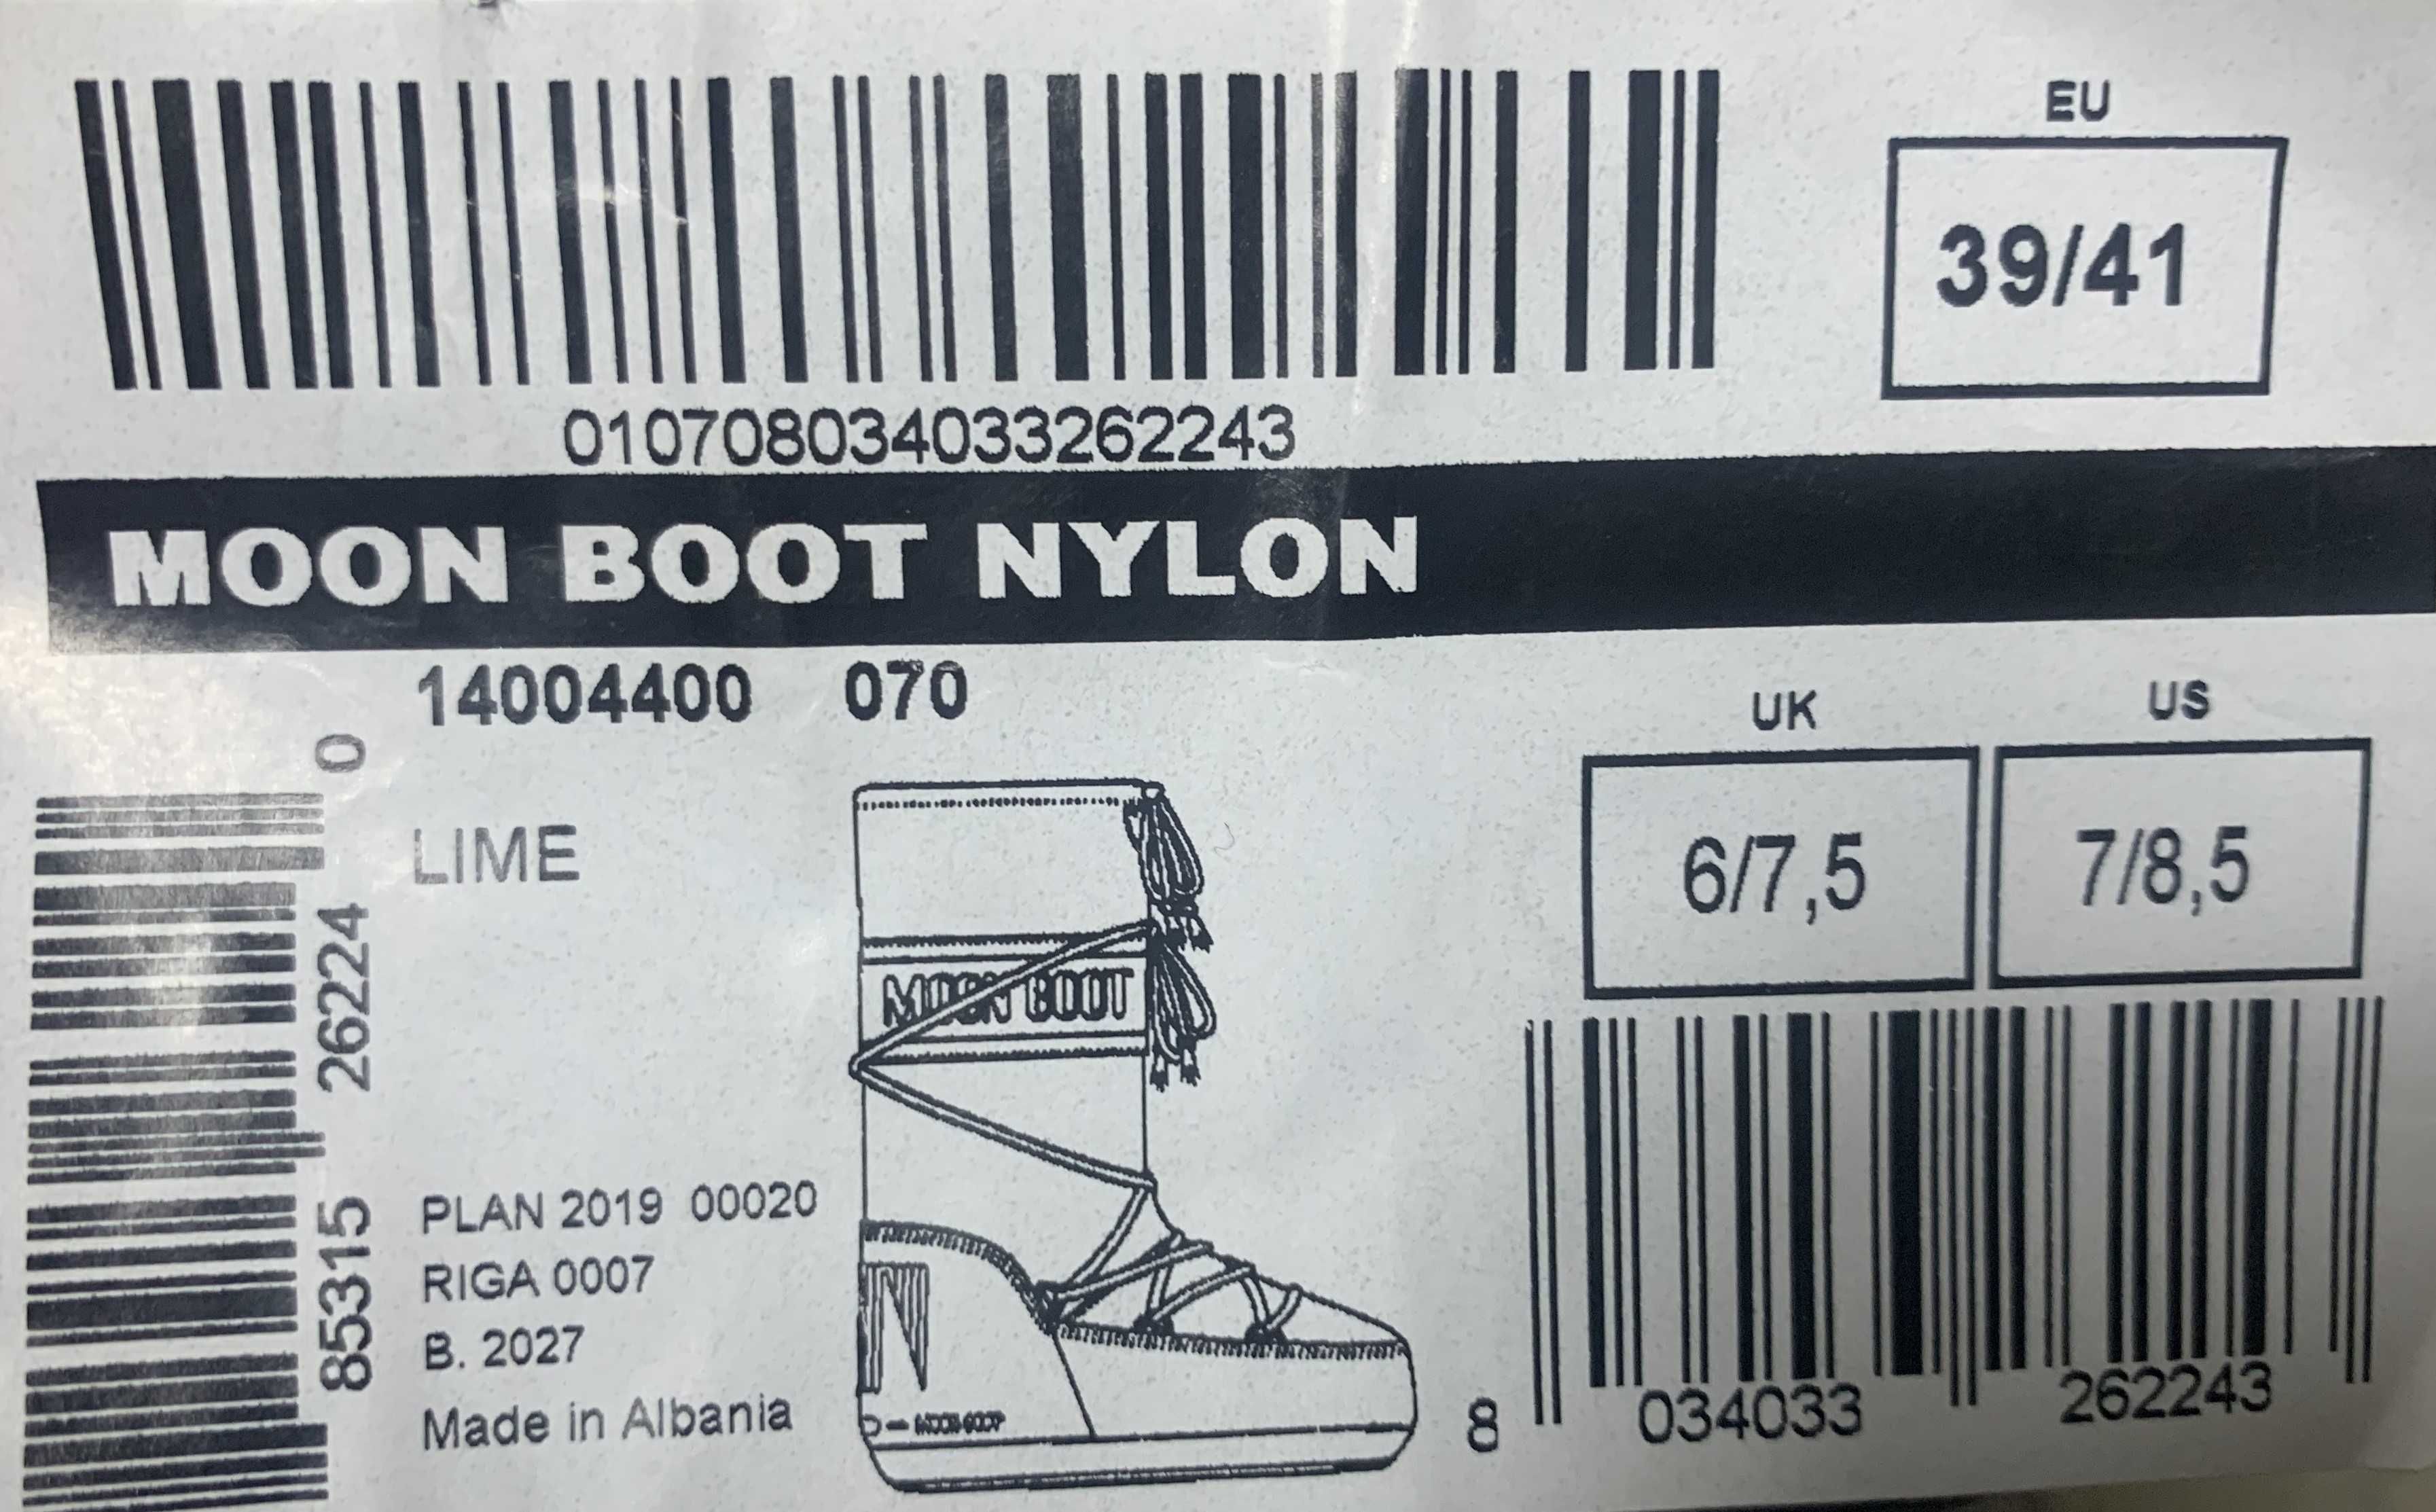 EU
39/41
010708034033262243
MOON BOOT NYLON
14004400 070
UK
US
LIME
6/7,5
7/8,5
MOON BOOT
85315 26224 0
PLAN 2019 00020
RIGA 0007
B. 2027
Made in Albania
8 034033 262243